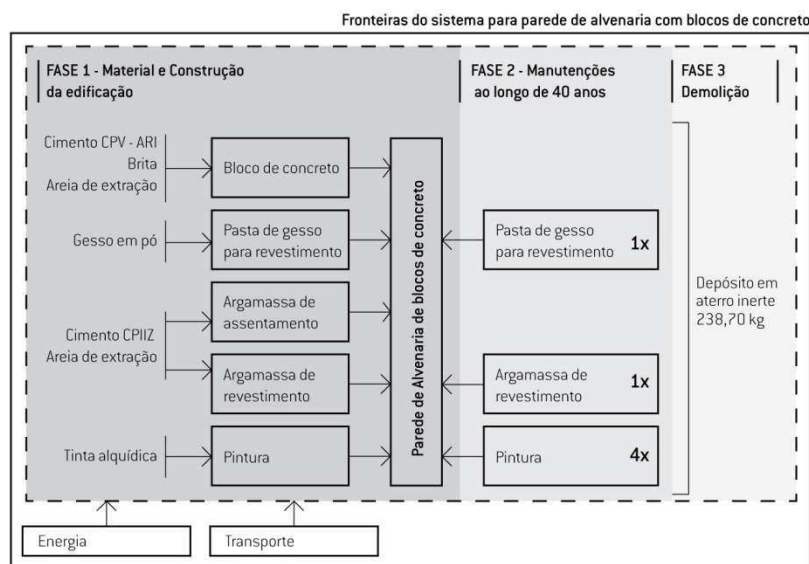 Fronteiras do sistema para parede de alvenaria com blocos de concreto
FASE 1 - Material e Construção
da edificação
FASE 2 - Manutenções
ao longo de 40 anos
FASE 3
Demolição
Cimento CPV - ARI
Brita
Areia de extração
Bloco de concreto
Gesso em pó
Pasta de gesso
para revestimento
Cimento CPIIZ
Areia de extração
Argamassa de
assentamento
Argamassa de
revestimento
Tinta alquídica
Pintura
Parede de Alvenaria de blocos de concreto
Pasta de gesso
para revestimento 1x
Argamassa de
revestimento 1x
Pintura 4x
Depósito em
aterro inerte
238,70 kg
Energia
Transporte